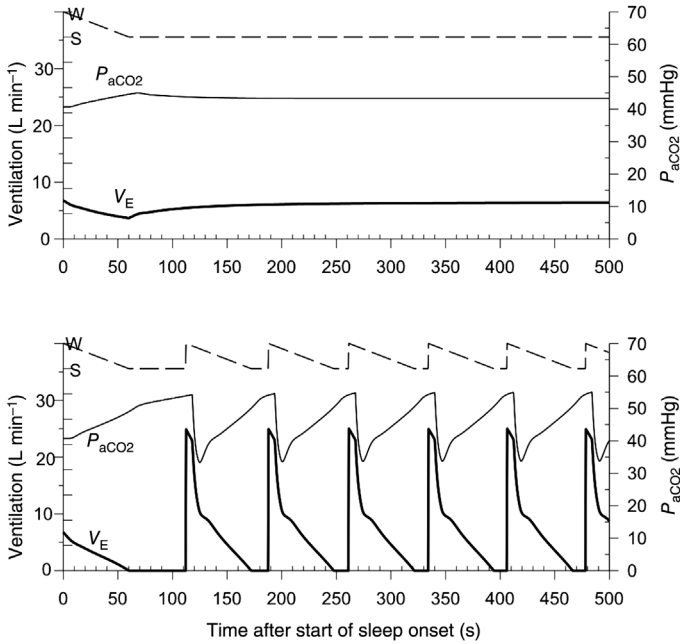 W
S
30
20
10
0
Ventilation (L min⁻¹)
PaCO2
VE
70
60
50
40
30
20
10
0
PaCO2 (mmHg)
0 50 100 150 200 250 300 350 400 450 500
W
S
30
20
10
0
Ventilation (L min⁻¹)
PaCO2
VE
70
60
50
40
30
20
10
0
PaCO2 (mmHg)
0 50 100 150 200 250 300 350 400 450 500
Time after start of sleep onset (s)